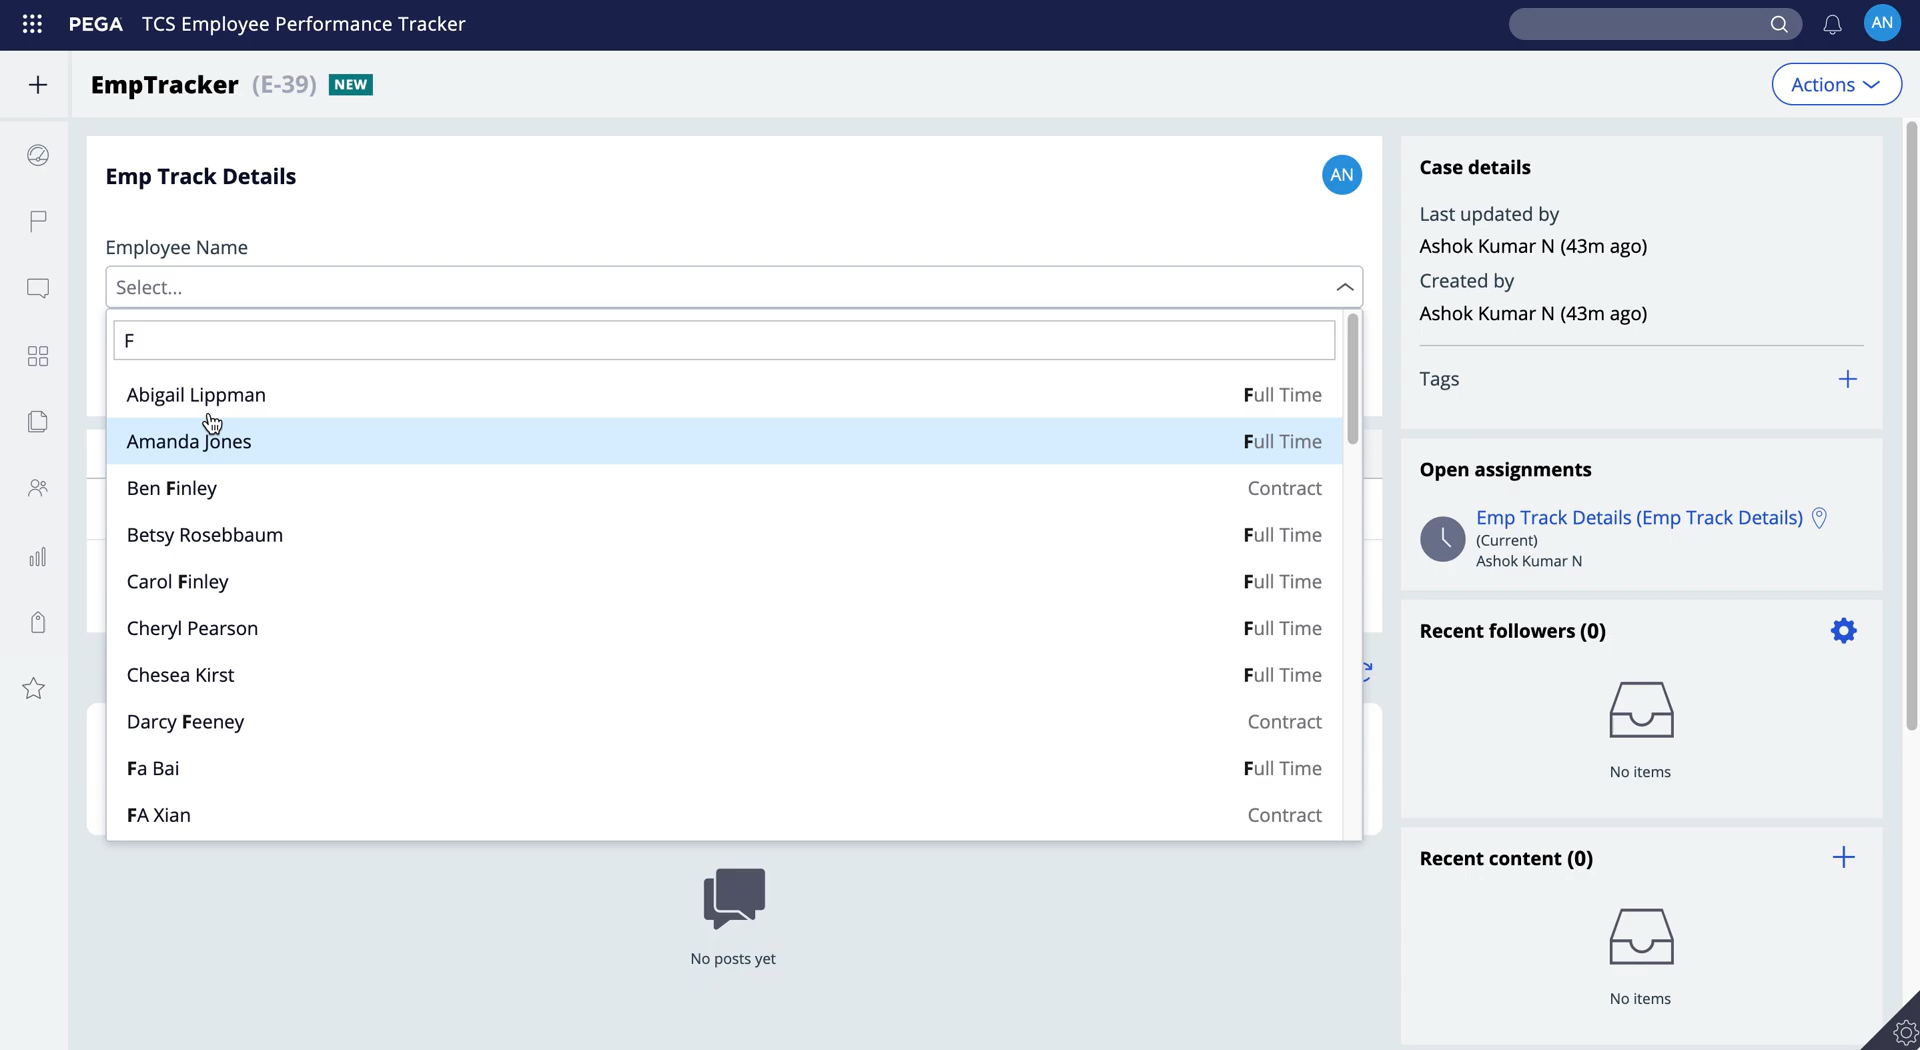 PEGA TCS Employee Performance Tracker
AN
EmpTracker (E-39) NEW
Actions
Emp Track Details
AN
Employee Name
Select...
F
Abigail Lippman Full Time
Amanda Jones Full Time
Ben Finley Contract
Betsy Rosebbaum Full Time
Carol Finley Full Time
Cheryl Pearson Full Time
Chesea Kirst Full Time
Darcy Feeney Contract
Fa Bai Full Time
FA Xian Contract
No posts yet
Case details
Last updated by
Ashok Kumar N (43m ago)
Created by
Ashok Kumar N (43m ago)
Tags
Open assignments
Emp Track Details (Emp Track Details)
(Current)
Ashok Kumar N
Recent followers (0)
No items
Recent content (0)
No items